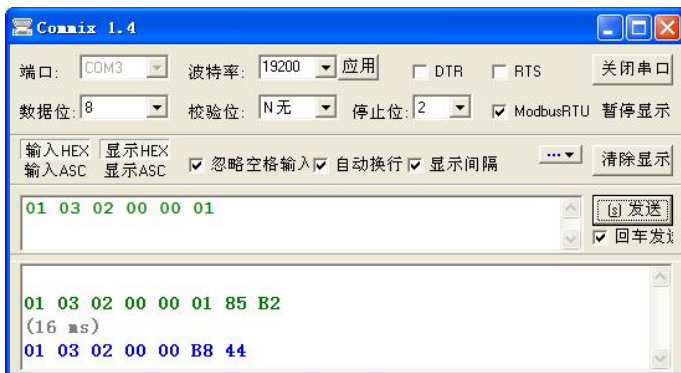 Commix 1.4
端口: COM3 波特率: 19200 应用 DTR RTS 关闭串口
数据位: 8 校验位: N 无 停止位: 2 ModbusRTU 暂停显示
输入HEX 显示HEX
输入ASC 显示ASC 忽略空格输入 自动换行 显示间隔 ... 清除显示
01 03 02 00 00 01 [s] 发送
回车发送
01 03 02 00 00 01 85 B2
(16 ms)
01 03 02 00 00 B8 44